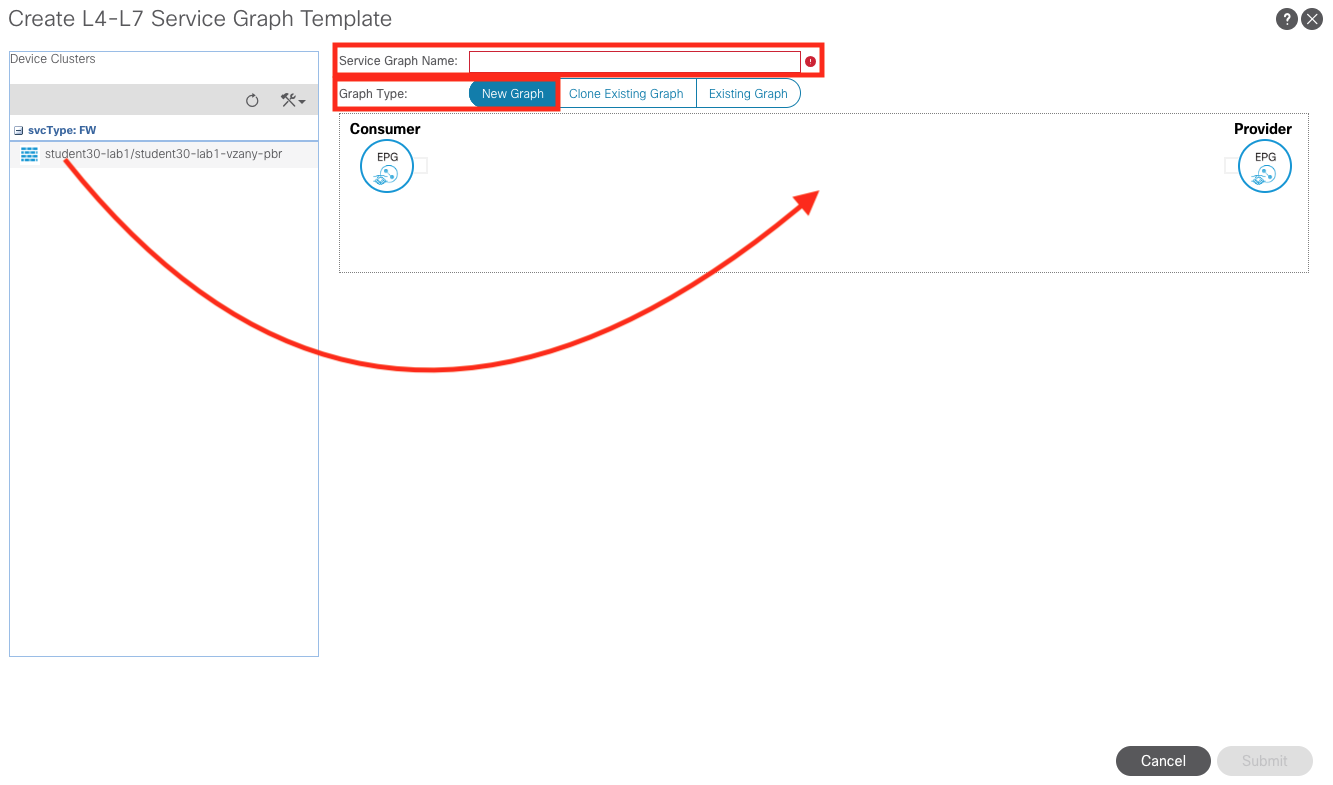 Create L4-L7 Service Graph Template
?
Device Clusters
svcType: FW
student30-lab1/student30-lab1-vzany-pbr
Service Graph Name:
Graph Type:
New Graph
Clone Existing Graph
Existing Graph
Consumer
Provider
EPG
EPG
Cancel
Submit